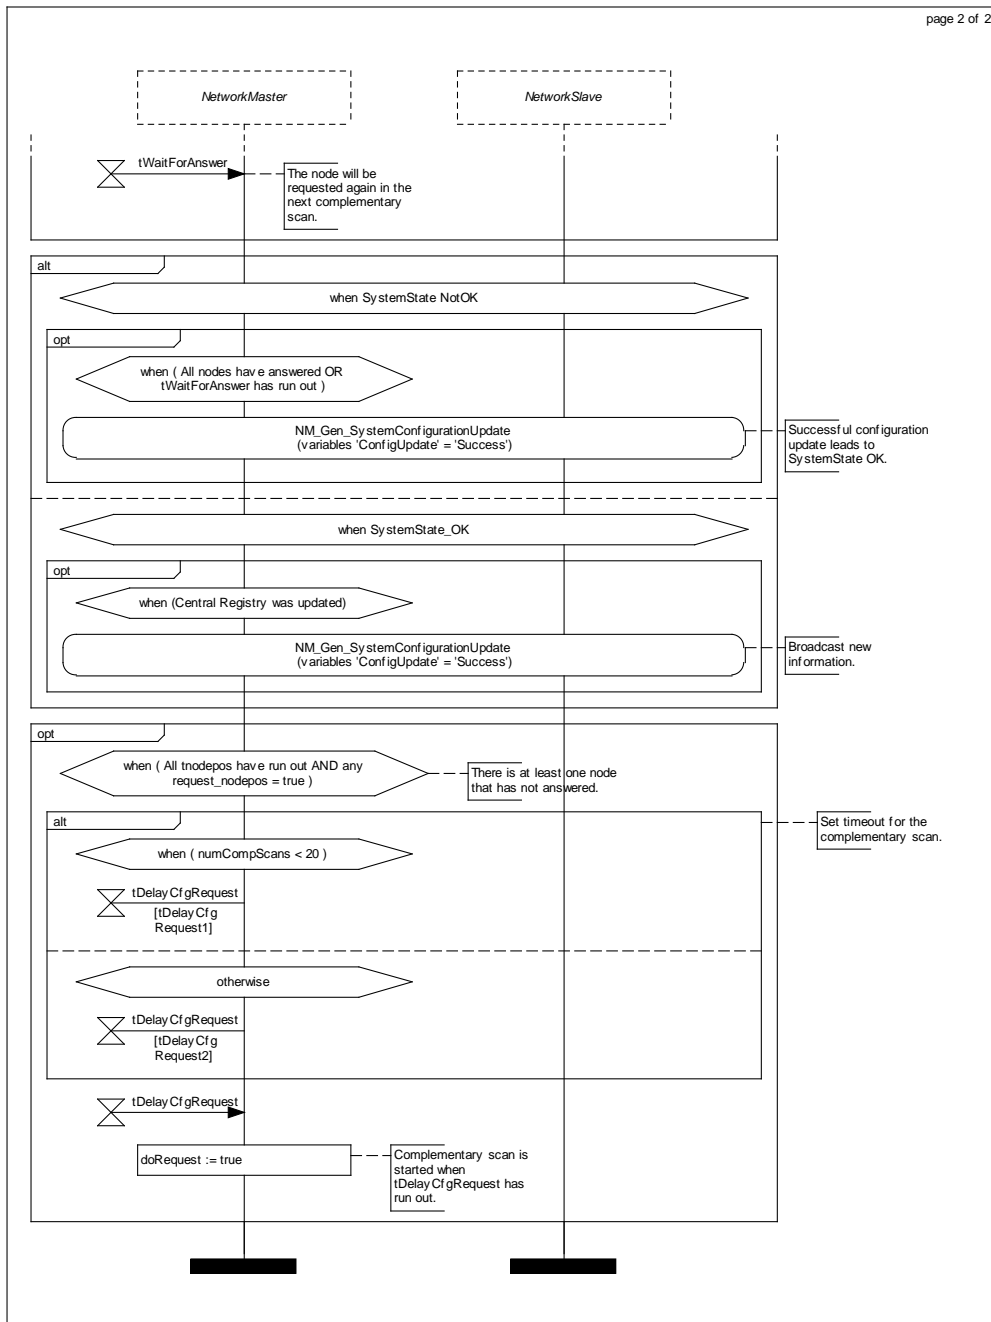 page 2 of 2
NetworkMaster
NetworkSlave
tWaitForAnswer
The node will be
requested again in the
next complementary
scan.
alt
when SystemState NotOK
opt
when ( All nodes have answered OR
tWaitForAnswer has run out )
NM_Gen_SystemConfigurationUpdate
(variables 'ConfigUpdate' = 'Success')
Successful configuration
update leads to
SystemState OK.
when SystemState_OK
opt
when (Central Registry was updated)
NM_Gen_SystemConfigurationUpdate
(variables 'ConfigUpdate' = 'Success')
Broadcast new
information.
opt
when ( All tnodepos have run out AND any
request_nodepos = true )
There is at least one node
that has not answered.
alt
Set timeout for the
complementary scan.
when ( numCompScans < 20 )
tDelayCfgRequest
[tDelayCfg
Request1]
otherwise
tDelayCfgRequest
[tDelayCfg
Request2]
tDelayCfgRequest
doRequest := true
Complementary scan is
started when
tDelayCfgRequest has
run out.